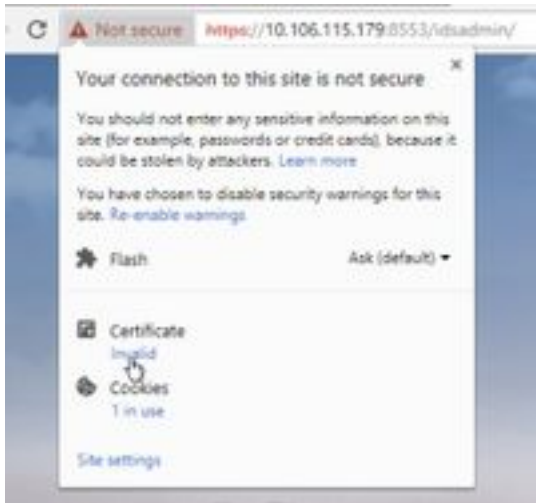 Not secure https://10.106.115.179:8553/idsadmin/
Your connection to this site is not secure
You should not enter any sensitive information on this
site (for example, passwords or credit cards), because it
could be stolen by attackers. Learn more
You have chosen to disable security warnings for this
site. Re-enable warnings
Flash Ask (default)
Certificate
Invalid
Cookies
1 in use
Site settings